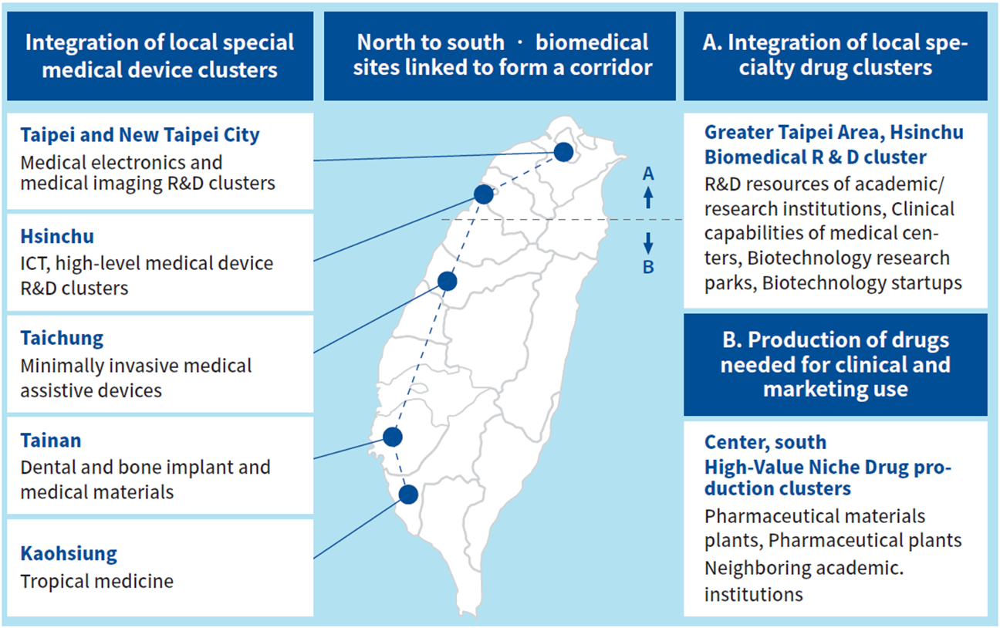 Integration of local special
medical device clusters
Taipei and New Taipei City
Medical electronics and
medical imaging R&D clusters
Hsinchu
ICT, high-level medical device
R&D clusters
Taichung
Minimally invasive medical
assistive devices
Tainan
Dental and bone implant and
medical materials
Kaohsiung
Tropical medicine
North to south · biomedical
sites linked to form a corridor
A
B
A. Integration of local spe-
cialty drug clusters
Greater Taipei Area, Hsinchu
Biomedical R & D cluster
R&D resources of academic/
research institutions, Clinical
capabilities of medical cen-
ters, Biotechnology research
parks, Biotechnology startups
B. Production of drugs
needed for clinical and
marketing use
Center, south
High-Value Niche Drug pro-
duction clusters
Pharmaceutical materials
plants, Pharmaceutical plants
Neighboring academic.
institutions